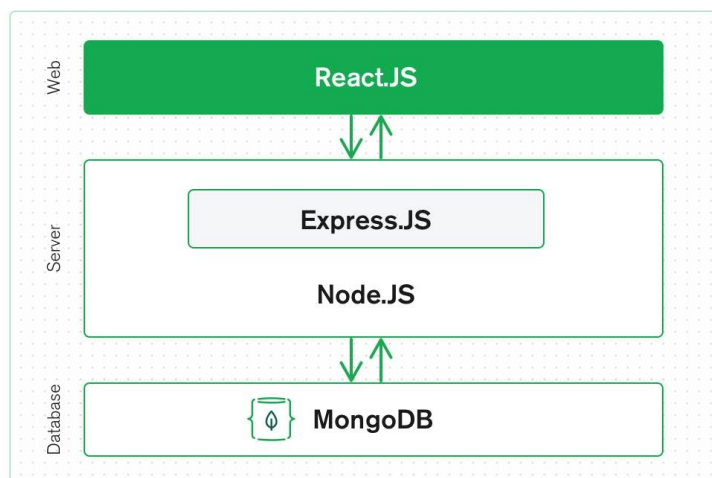 Web
React.JS
Server
Express.JS
Node.JS
Database
MongoDB